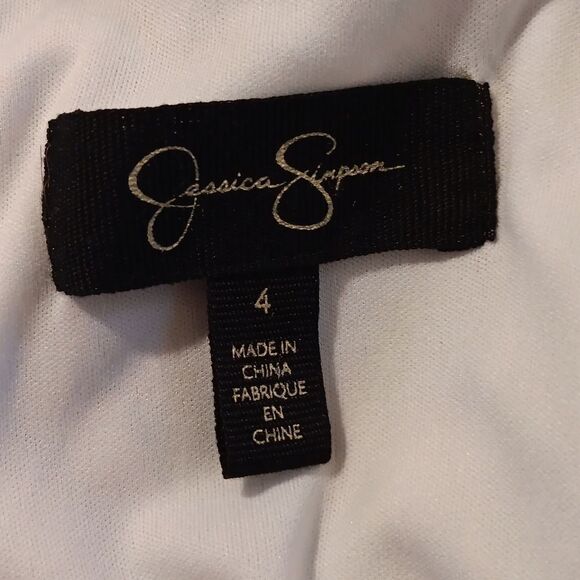 Jessica Simpson
4
MADE IN
CHINA
FABRIQUE
EN
CHINE